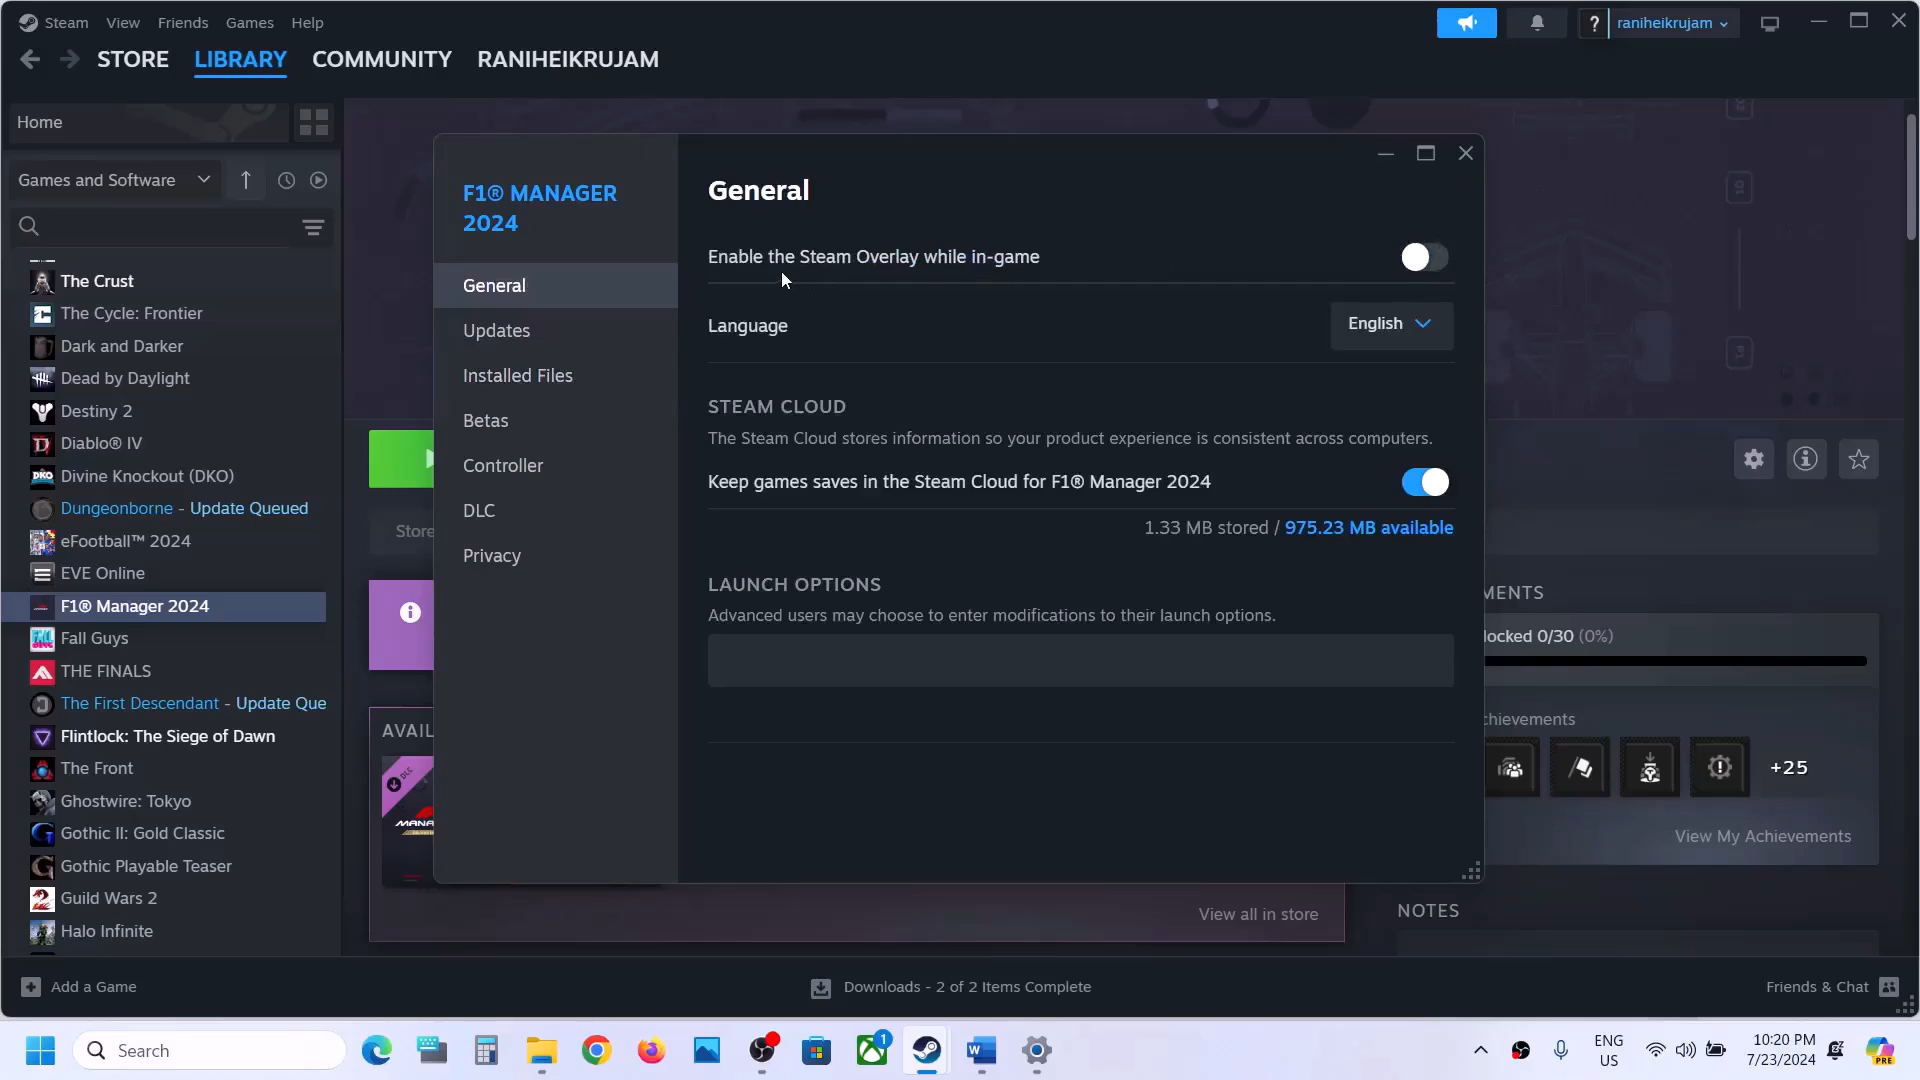 Steam View Friends Games Help
raniheikrujam
STORE LIBRARY COMMUNITY RANIHEIKRUJAM
Home
Games and Software
The Crust
The Cycle: Frontier
Dark and Darker
Dead by Daylight
Destiny 2
Diablo® IV
Divine Knockout (DKO)
Dungeonborne - Update Queued
eFootball™ 2024
EVE Online
F1® Manager 2024
Fall Guys
THE FINALS
The First Descendant - Update Que
Flintlock: The Siege of Dawn
The Front
Ghostwire: Tokyo
Gothic II: Gold Classic
Gothic Playable Teaser
Guild Wars 2
Halo Infinite
Store
AVAIL
F1® MANAGER
2024
General
Updates
Installed Files
Betas
Controller
DLC
Privacy
General
Enable the Steam Overlay while in-game
Language
English
STEAM CLOUD
The Steam Cloud stores information so your product experience is consistent across computers.
Keep games saves in the Steam Cloud for F1® Manager 2024
1.33 MB stored / 975.23 MB available
LAUNCH OPTIONS
Advanced users may choose to enter modifications to their launch options.
MENTS
locked 0/30 (0%)
chievements
+25
View My Achievements
View all in store
NOTES
Add a Game
Downloads - 2 of 2 Items Complete
Friends & Chat
Search
1
ENG
US
10:20 PM
7/23/2024
PRE